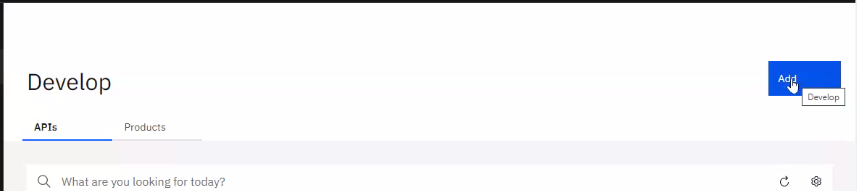 Develop
Add
Develop
APIs
Products
What are you looking for today?